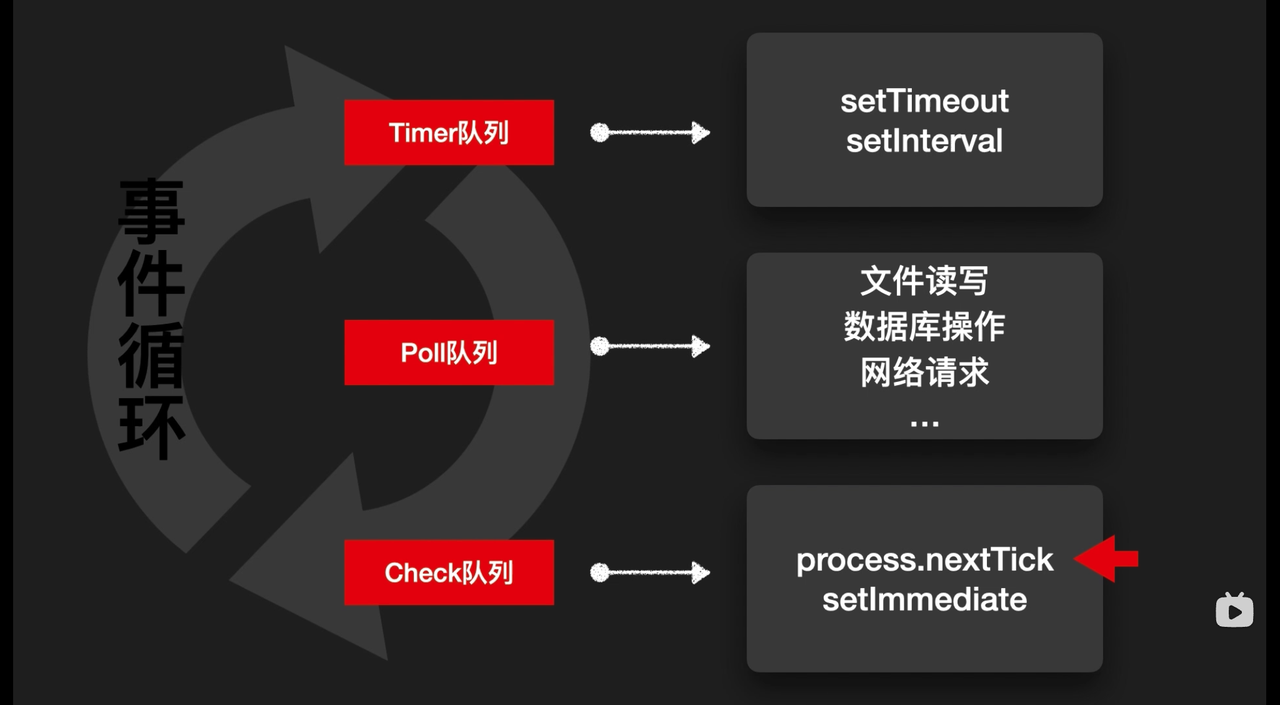 事件循环
Timer队列
setTimeout
setInterval
Poll队列
文件读写
数据库操作
网络请求
...
Check队列
process.nextTick
setImmediate